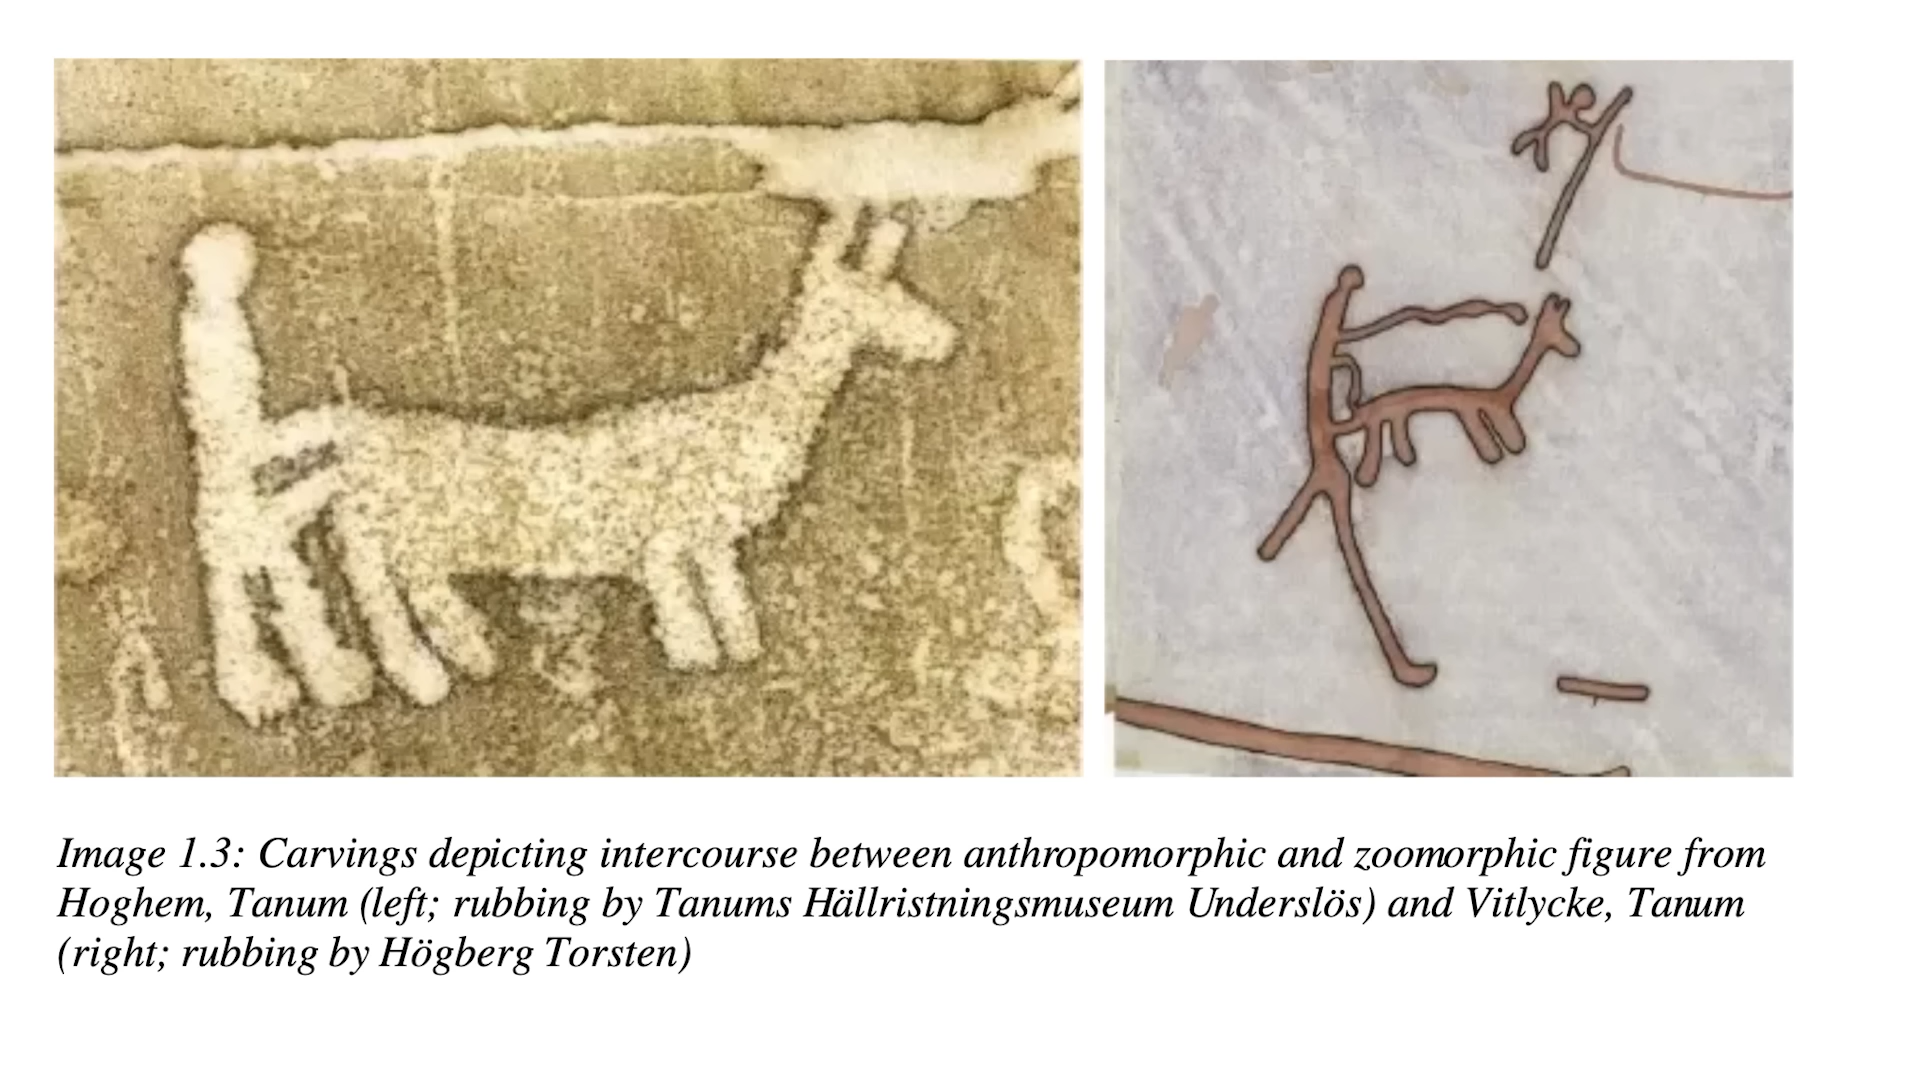 Image 1.3: Carvings depicting intercourse between anthropomorphic and zoomorphic figure from
Hoghem, Tanum (left; rubbing by Tanums Hällristningsmuseum Underslös) and Vitlycke, Tanum
(right; rubbing by Högberg Torsten)